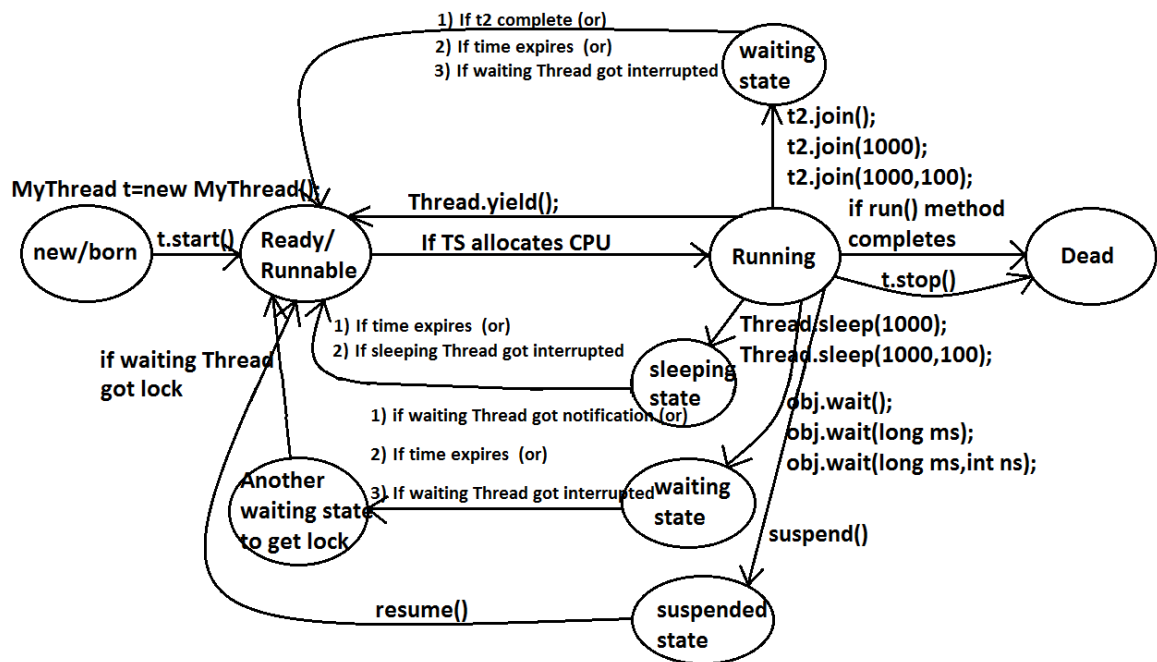 1) If t2 complete (or)
2) If time expires (or)
3) If waiting Thread got interrupted
waiting
state
t2.join();
t2.join(1000);
t2.join(1000,100);
MyThread t=new MyThread();
new/born
t.start()
Ready/
Runnable
Thread.yield();
If TS allocates CPU
Running
if run() method
completes
t.stop()
Dead
1) If time expires (or)
2) If sleeping Thread got interrupted
Thread.sleep(1000);
Thread.sleep(1000,100);
sleeping
state
if waiting Thread
got lock
1) if waiting Thread got notification (or)
2) If time expires (or)
3) If waiting Thread got interrupted
obj.wait();
obj.wait(long ms);
obj.wait(long ms,int ns);
waiting
state
Another
waiting state
to get lock
suspend()
resume()
suspended
state